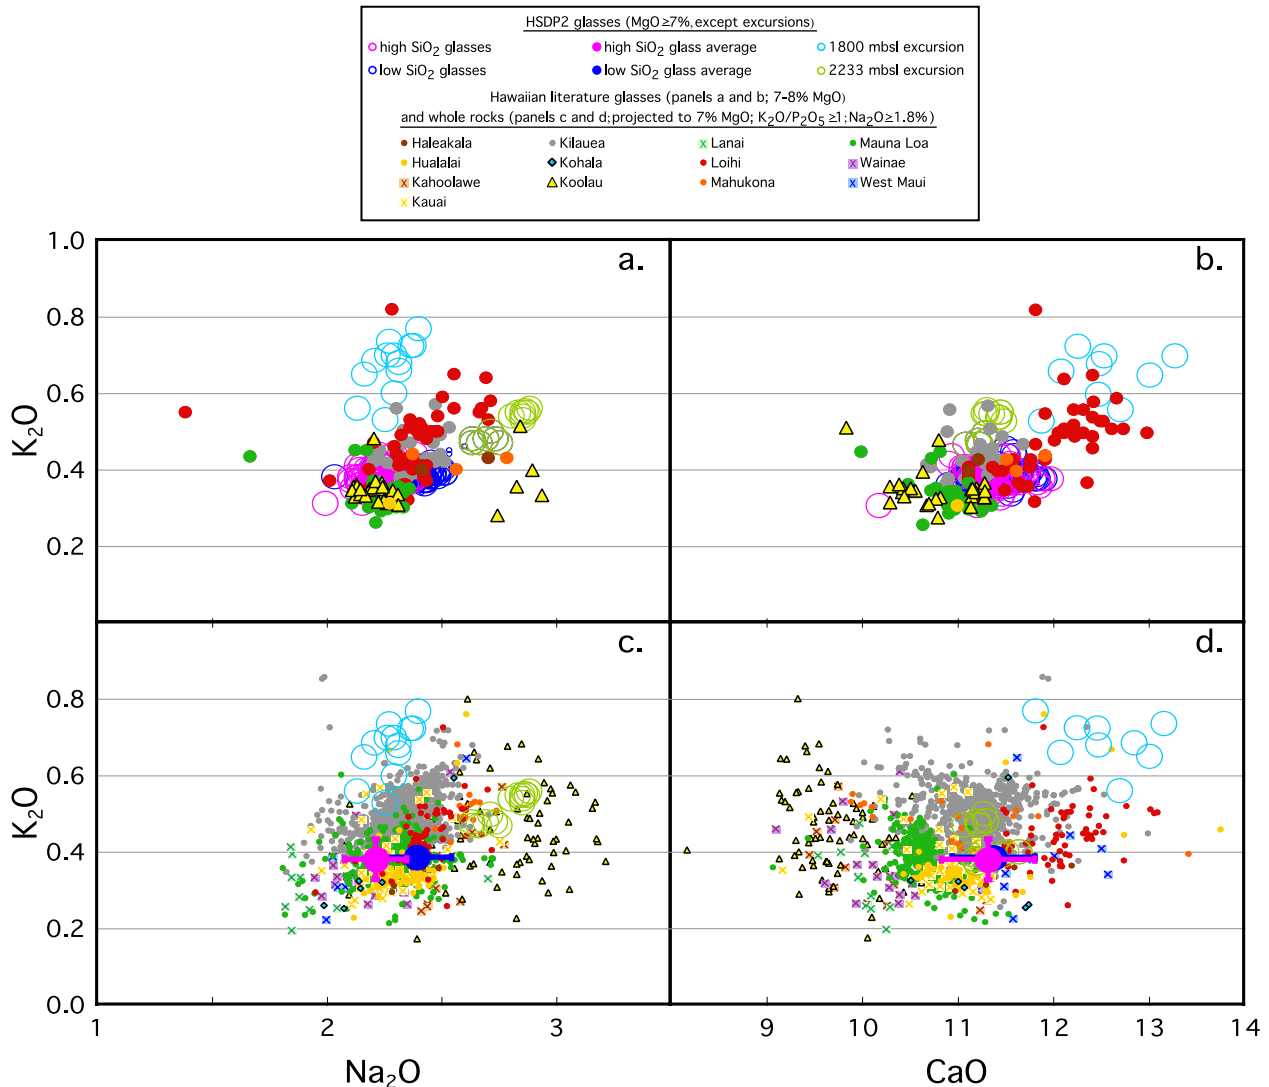 HSDP2 glasses (MgO ≥7%, except excursions)
high SiO2 glasses high SiO2 glass average 1800 mbsl excursion
low SiO2 glasses low SiO2 glass average 2233 mbsl excursion
Hawaiian literature glasses (panels a and b; 7-8% MgO)
and whole rocks (panels c and d; projected to 7% MgO; K2O/P2O5 ≥1; Na2O≥1.8%)
Haleakala Kilauea Lanai Mauna Loa
Hualalai Kohala Loihi Wainae
Kahoolawe Koolau Mahukona West Maui
Kauai
1.0 a. b.
0.8
0.6
K2O
0.4
0.2
c. d.
0.8
0.6
K2O
0.4
0.2
0.0
1 2 3 9 10 11 12 13 14
Na2O CaO